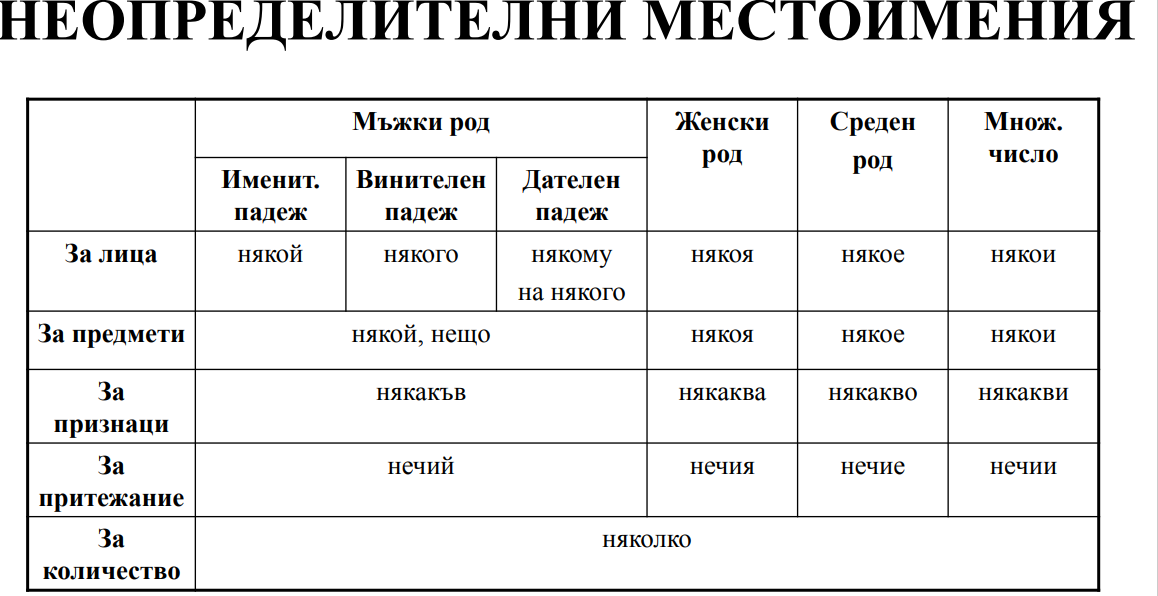 НЕОПРЕДЕЛИТЕЛНИ МЕСТОИМЕНИЯ
Мъжки род
Женски
род
Среден
род
Множ.
число
Именит.
падеж
Винителен
падеж
Дателен
падеж
За лица
някой
някого
някому
на някого
някоя
някое
някои
За предмети
някой, нещо
някоя
някое
някои
За
признаци
някакъв
някаква
някакво
някакви
За
притежание
нечий
нечия
нечие
нечии
За
количество
няколко